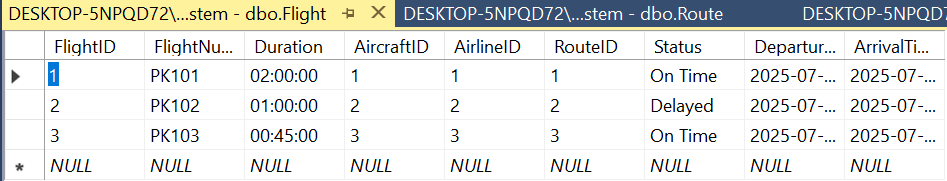 DESKTOP-5NPQD72\...stem - dbo.Flight DESKTOP-5NPQD72\...stem - dbo.Route DESKTOP-5NPQD7
FlightID FlightNu... Duration AircraftID AirlineID RouteID Status Departur... ArrivalTi...
1 PK101 02:00:00 1 1 1 On Time 2025-07-... 2025-07-...
2 PK102 01:00:00 2 2 2 Delayed 2025-07-... 2025-07-...
3 PK103 00:45:00 3 3 3 On Time 2025-07-... 2025-07-...
NULL NULL NULL NULL NULL NULL NULL NULL NULL